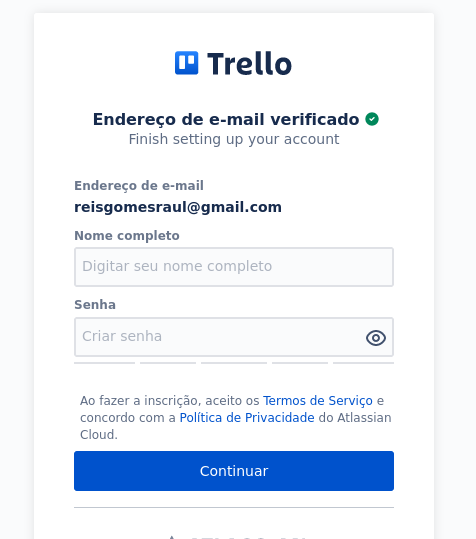 Trello
Endereço de e-mail verificado
Finish setting up your account
Endereço de e-mail
reisgomesraul@gmail.com
Nome completo
Digitar seu nome completo
Senha
Criar senha
Ao fazer a inscrição, aceito os Termos de Serviço e
concordo com a Política de Privacidade do Atlassian
Cloud.
Continuar